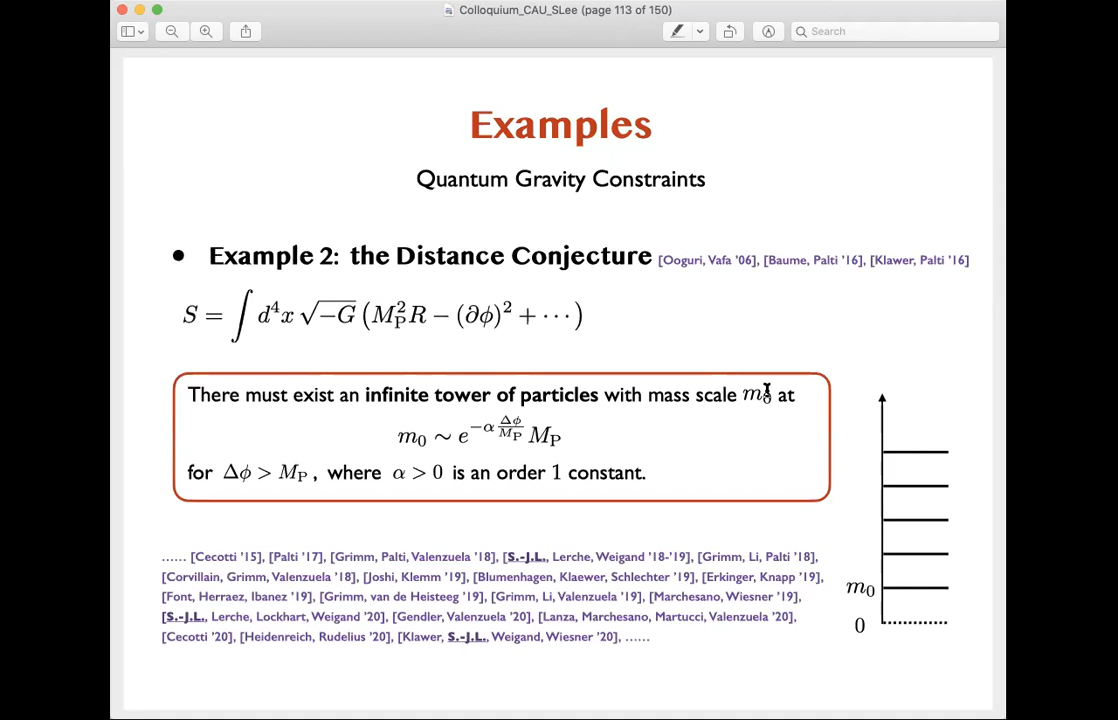 Colloquium_CAU_SLee (page 113 of 150)
Search
Examples
Quantum Gravity Constraints
• Example 2: the Distance Conjecture [Ooguri, Vafa '06], [Baume, Palti '16], [Klawer, Palti '16]
S = ∫ d⁴x √−G (M_P² R − (∂ϕ)² + ···)
There must exist an infinite tower of particles with mass scale m₀ at
m₀ ∼ e^{−α Δϕ/M_P} M_P
for Δϕ > M_P , where α > 0 is an order 1 constant.
...... [Cecotti '15], [Palti '17], [Grimm, Palti, Valenzuela '18], [S.-J.L., Lerche, Weigand '18-'19], [Grimm, Li, Palti '18],
[Corvillain, Grimm, Valenzuela '18], [Joshi, Klemm '19], [Blumenhagen, Klaewer, Schlechter '19], [Erkinger, Knapp '19],
[Font, Herraez, Ibanez '19], [Grimm, van de Heisteeg '19], [Grimm, Li, Valenzuela '19], [Marchesano, Wiesner '19],
[S.-J.L., Lerche, Lockhart, Weigand '20], [Gendler, Valenzuela '20], [Lanza, Marchesano, Martucci, Valenzuela '20],
[Cecotti '20], [Heidenreich, Rudelius '20], [Klawer, S.-J.L., Weigand, Wiesner '20], ......
m₀
0